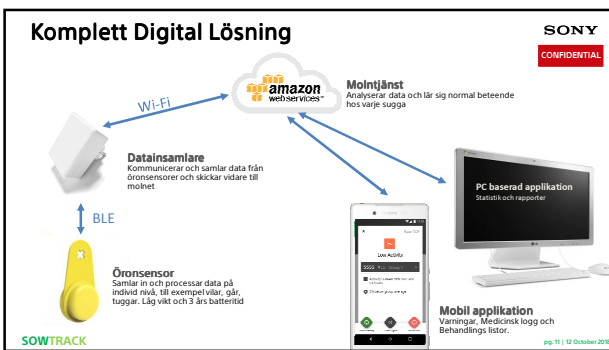 Komplett Digital Lösning
SONY
CONFIDENTIAL
amazon
webservices™
Molntjänst
Analyserar data och lär sig normal beteende
hos varje sugga
Wi-Fi
Datainsamlare
Kommunicerar och samlar data från
öronsensorer och skickar vidare till
molnet
BLE
PC baserad applikation
Statistik och rapporter
SONY
Low Activity
5555
Öronsensor
Samlar in och processar data på
individ nivå, till exempel vilar, går,
tuggar. Låg vikt och 3 års batteritid
Mobil applikation
Varningar, Medicinsk logg och
Behandlings listor.
SOWTRACK
pg. 11 | 12 October 2018